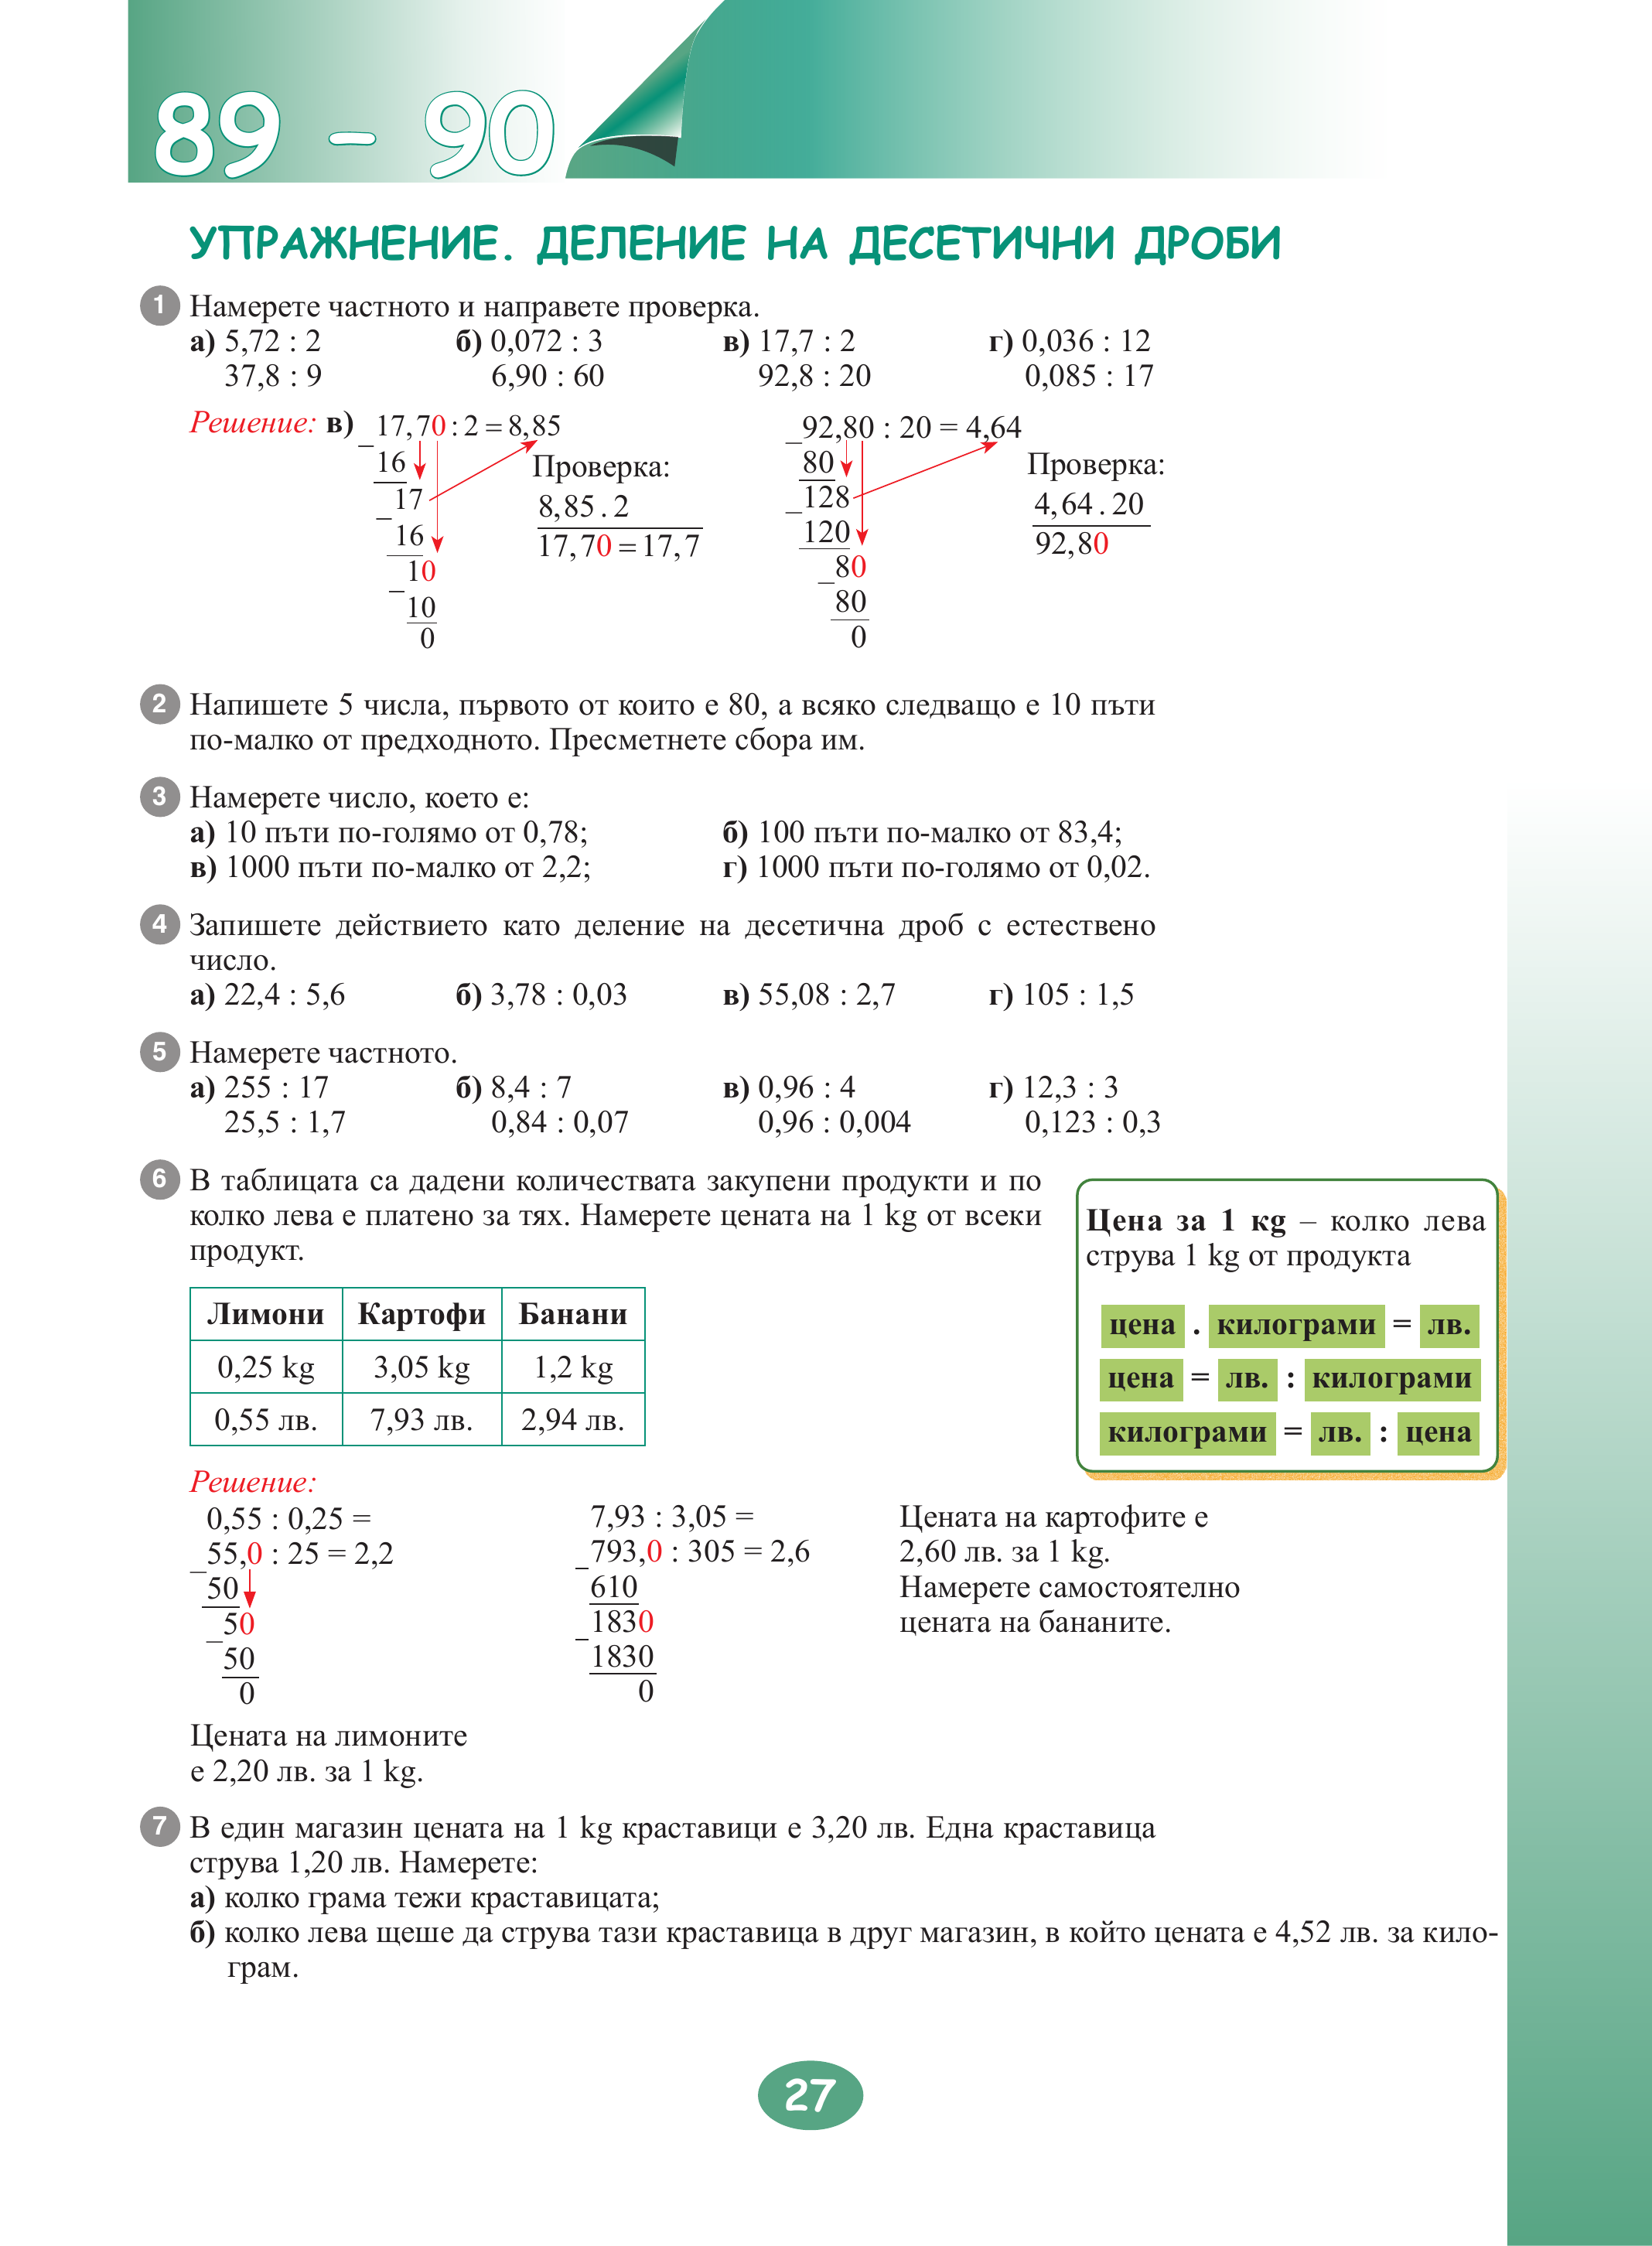 89 – 90
УПРАЖНЕНИЕ. ДЕЛЕНИЕ НА ДЕСЕТИЧНИ ДРОБИ
1 Намерете частното и направете проверка.
а) 5,72 : 2 б) 0,072 : 3 в) 17,7 : 2 г) 0,036 : 12
37,8 : 9 6,90 : 60 92,8 : 20 0,085 : 17
Решение: в) 17,70 : 2 = 8,85 92,80 : 20 = 4,64
–
16 Проверка:
17 8,85 . 2
–
16 17,70 = 17,7
10
–
10
0
–
80 Проверка:
128 4,64 . 20
–
120 92,80
80
–
80
0
2 Напишете 5 числа, първото от които е 80, а всяко следващо е 10 пъти
по-малко от предходното. Пресметнете сбора им.
3 Намерете число, което е:
а) 10 пъти по-голямо от 0,78; б) 100 пъти по-малко от 83,4;
в) 1000 пъти по-малко от 2,2; г) 1000 пъти по-голямо от 0,02.
4 Запишете действието като деление на десетична дроб с естествено
число.
а) 22,4 : 5,6 б) 3,78 : 0,03 в) 55,08 : 2,7 г) 105 : 1,5
5 Намерете частното.
а) 255 : 17 б) 8,4 : 7 в) 0,96 : 4 г) 12,3 : 3
25,5 : 1,7 0,84 : 0,07 0,96 : 0,004 0,123 : 0,3
6 В таблицата са дадени количествата закупени продукти и по
колко лева е платено за тях. Намерете цената на 1 kg от всеки
продукт.
Лимони Картофи Банани
0,25 kg 3,05 kg 1,2 kg
0,55 лв. 7,93 лв. 2,94 лв.
Цена за 1 кg – колко лева
струва 1 kg от продукта
цена . килограми = лв.
цена = лв. : килограми
килограми = лв. : цена
Решение:
0,55 : 0,25 =
55,0 : 25 = 2,2
–
50
50
–
50
0
Цената на лимоните
е 2,20 лв. за 1 kg.
7,93 : 3,05 =
793,0 : 305 = 2,6
–
610
1830
–
1830
0
Цената на картофите е
2,60 лв. за 1 kg.
Намерете самостоятелно
цената на бананите.
7 В един магазин цената на 1 kg краставици е 3,20 лв. Една краставица
струва 1,20 лв. Намерете:
а) колко грама тежи краставицата;
б) колко лева щеше да струва тази краставица в друг магазин, в който цената е 4,52 лв. за кило-
грам.
27